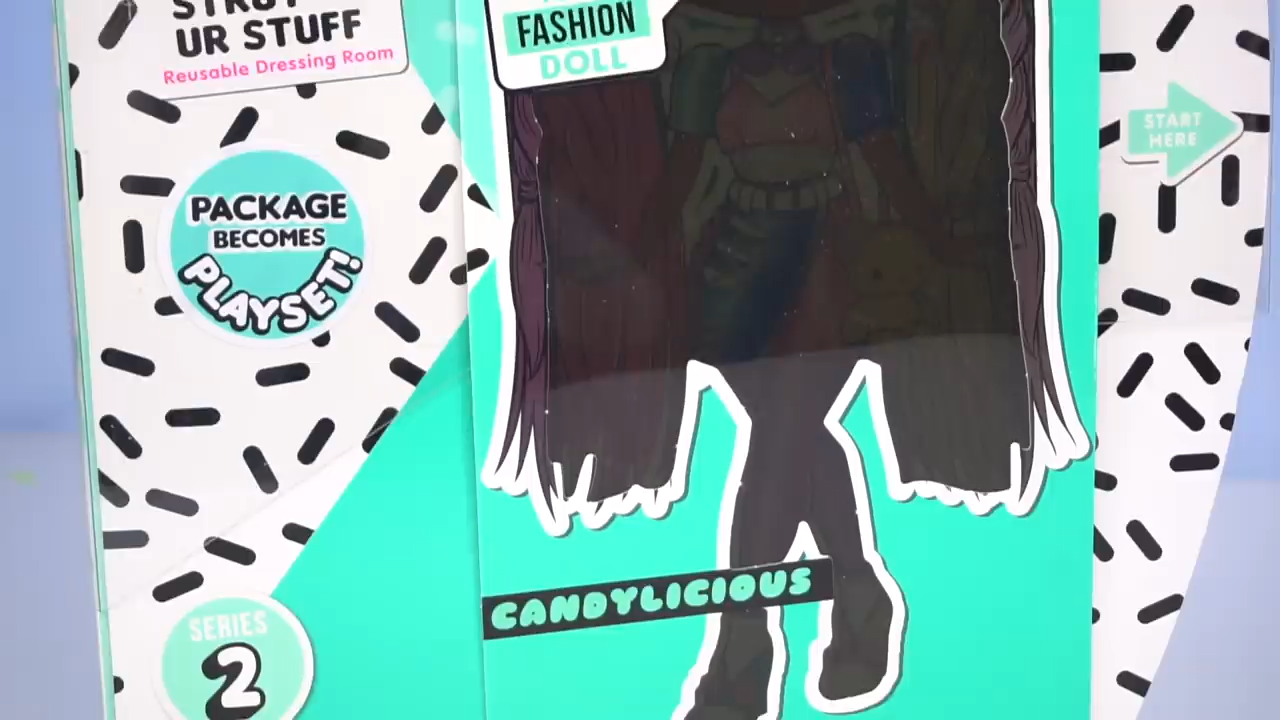 UR STUFF
Reusable Dressing Room
FASHION
DOLL
START
HERE
PACKAGE
BECOMES
PLAYSET!
CANDYLICIOUS
SERIES
2